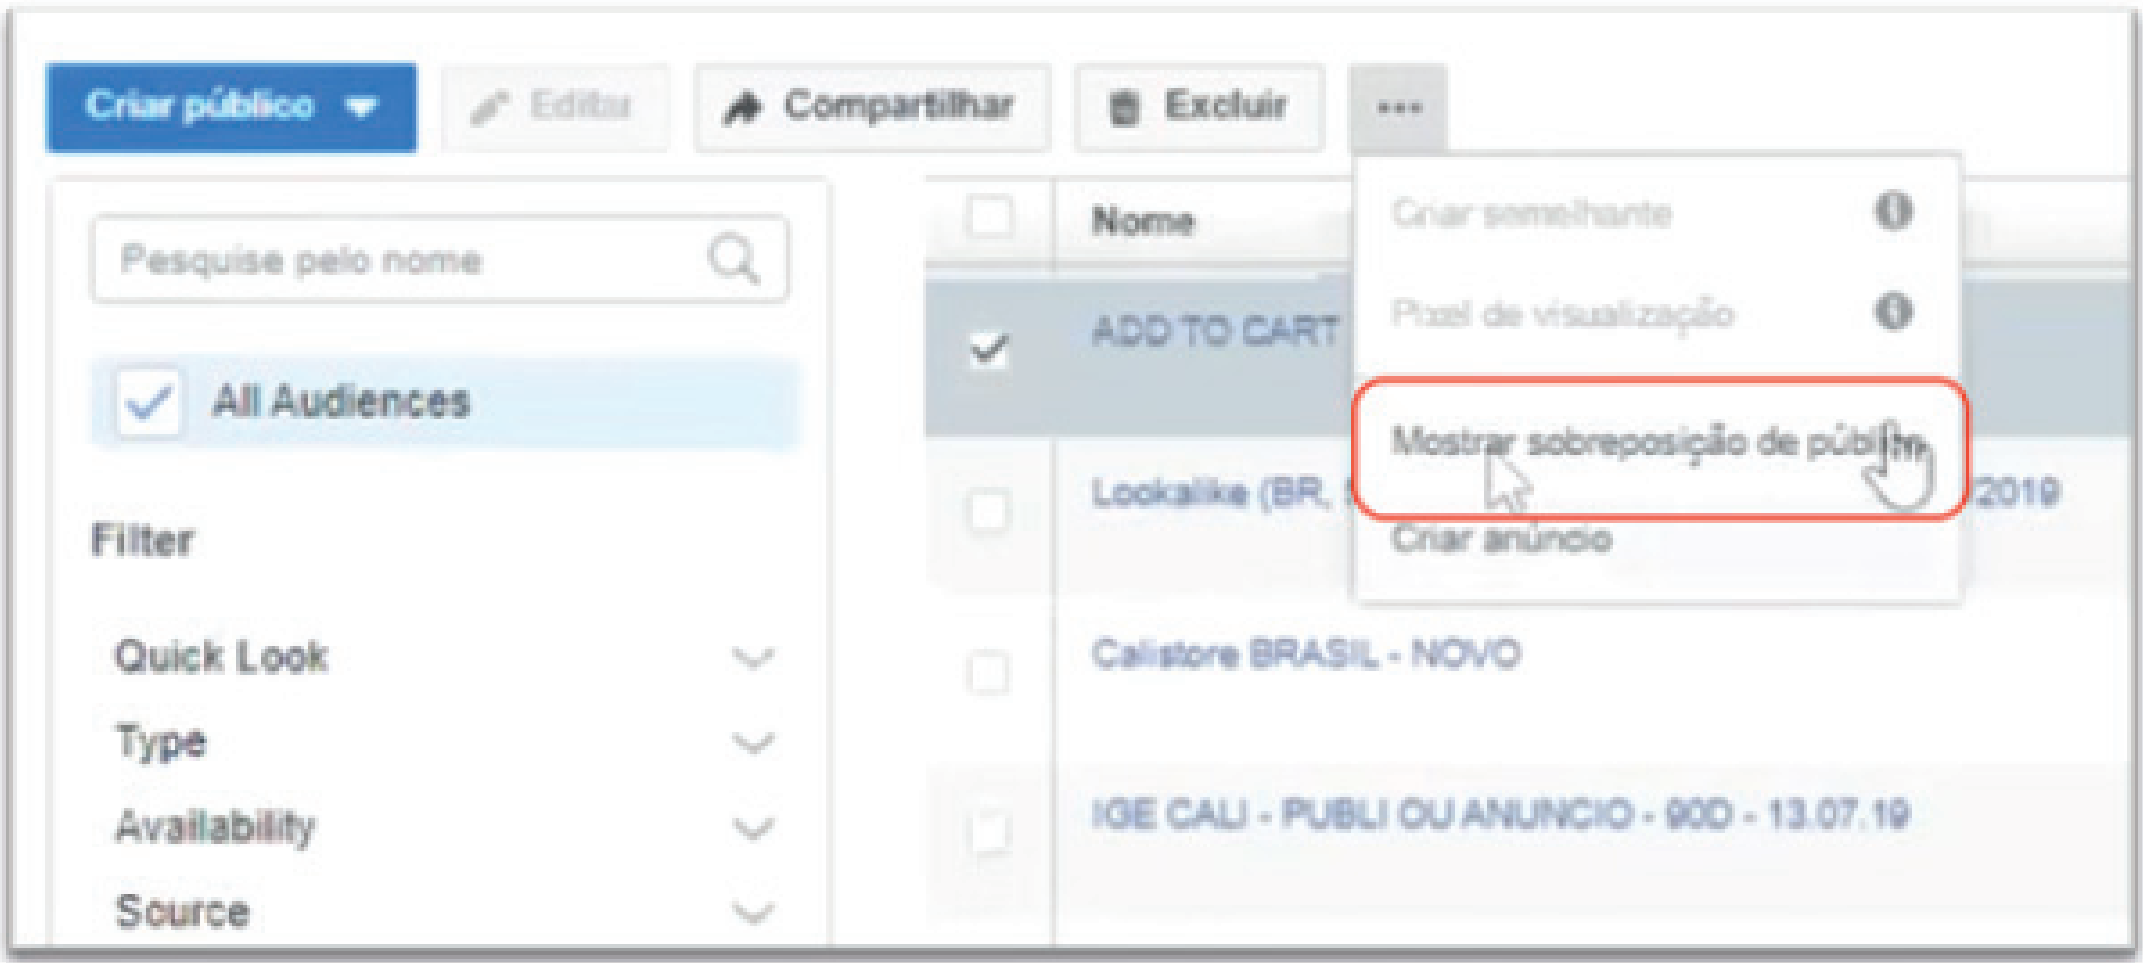 Criar público
Editar
Compartilhar
Excluir
Pesquise pelo nome
All Audiences
Filter
Quick Look
Type
Availability
Source
Nome
ADD TO CART
Lookalike (BR,
2019
Calistore BRASIL - NOVO
IGE CALI - PUBLI OU ANUNCIO - 90D - 13.07.19
Criar semelhante
Pixel de visualização
Mostrar sobreposição de público
Criar anúncio